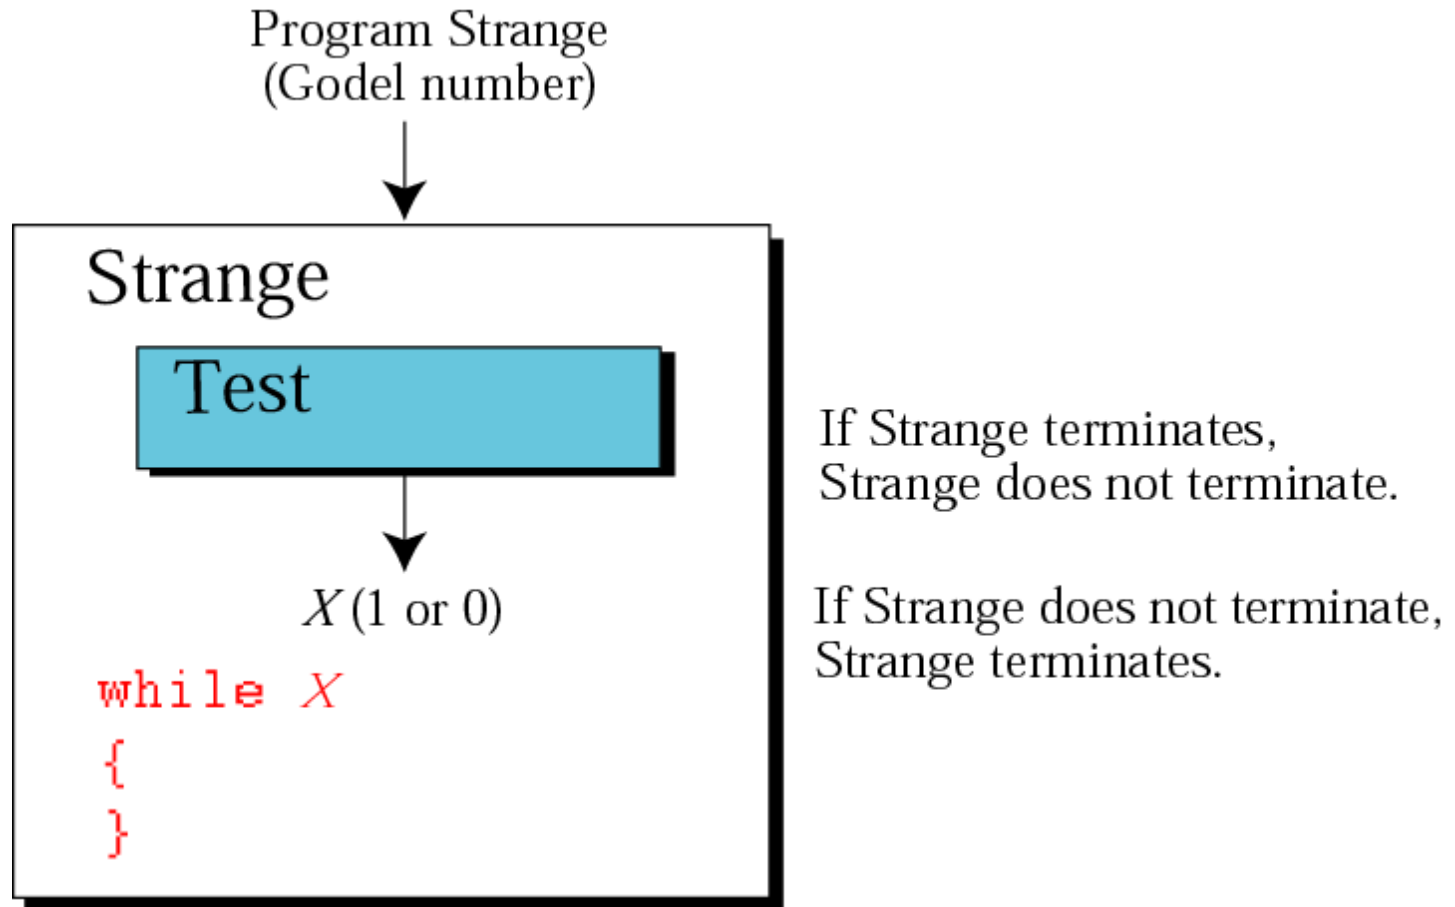 Program Strange
(Godel number)
Strange
Test
X (1 or 0)
while X
{
}
If Strange terminates,
Strange does not terminate.
If Strange does not terminate,
Strange terminates.